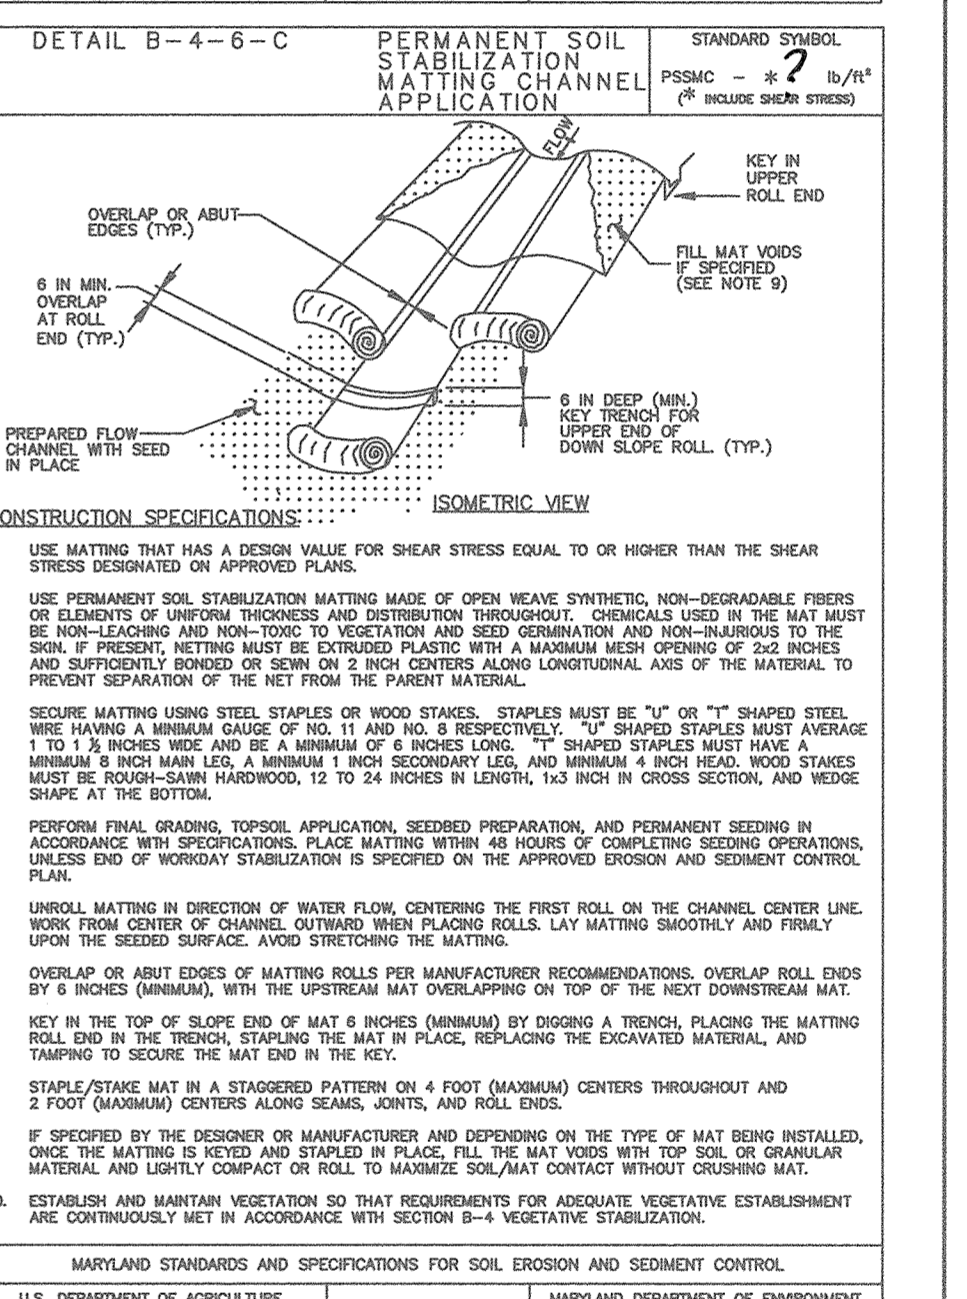 DETAIL B-4-6-C
PERMANENT SOIL
STABILIZATION
MATTING CHANNEL
APPLICATION
STANDARD SYMBOL
PSSMC - * ? lb/ft²
(* INCLUDE SHEAR STRESS)
FLOW
KEY IN
UPPER
ROLL END
OVERLAP OR ABUT
EDGES (TYP.)
FILL MAT VOIDS
IF SPECIFIED
(SEE NOTE 9)
6 IN MIN.
OVERLAP
AT ROLL
END (TYP.)
6 IN DEEP (MIN.)
KEY TRENCH FOR
UPPER END OF
DOWN SLOPE ROLL. (TYP.)
PREPARED FLOW
CHANNEL WITH SEED
IN PLACE
ISOMETRIC VIEW
ONSTRUCTION SPECIFICATIONS:
USE MATTING THAT HAS A DESIGN VALUE FOR SHEAR STRESS EQUAL TO OR HIGHER THAN THE SHEAR
STRESS DESIGNATED ON APPROVED PLANS.
USE PERMANENT SOIL STABILIZATION MATTING MADE OF OPEN WEAVE SYNTHETIC, NON-DEGRADABLE FIBERS
OR ELEMENTS OF UNIFORM THICKNESS AND DISTRIBUTION THROUGHOUT. CHEMICALS USED IN THE MAT MUST
BE NON-LEACHING AND NON-TOXIC TO VEGETATION AND SEED GERMINATION AND NON-INJURIOUS TO THE
SKIN. IF PRESENT, NETTING MUST BE EXTRUDED PLASTIC WITH A MAXIMUM MESH OPENING OF 2x2 INCHES
AND SUFFICIENTLY BONDED OR SEWN ON 2 INCH CENTERS ALONG LONGITUDINAL AXIS OF THE MATERIAL TO
PREVENT SEPARATION OF THE NET FROM THE PARENT MATERIAL.
SECURE MATTING USING STEEL STAPLES OR WOOD STAKES. STAPLES MUST BE "U" OR "T" SHAPED STEEL
WIRE HAVING A MINIMUM GAUGE OF NO. 11 AND NO. 8 RESPECTIVELY. "U" SHAPED STAPLES MUST AVERAGE
1 TO 1 ½ INCHES WIDE AND BE A MINIMUM OF 6 INCHES LONG. "T" SHAPED STAPLES MUST HAVE A
MINIMUM 8 INCH MAIN LEG, A MINIMUM 1 INCH SECONDARY LEG, AND MINIMUM 4 INCH HEAD. WOOD STAKES
MUST BE ROUGH-SAWN HARDWOOD, 12 TO 24 INCHES IN LENGTH, 1x3 INCH IN CROSS SECTION, AND WEDGE
SHAPE AT THE BOTTOM.
PERFORM FINAL GRADING, TOPSOIL APPLICATION, SEEDBED PREPARATION, AND PERMANENT SEEDING IN
ACCORDANCE WITH SPECIFICATIONS. PLACE MATTING WITHIN 48 HOURS OF COMPLETING SEEDING OPERATIONS,
UNLESS END OF WORKDAY STABILIZATION IS SPECIFIED ON THE APPROVED EROSION AND SEDIMENT CONTROL
PLAN.
UNROLL MATTING IN DIRECTION OF WATER FLOW, CENTERING THE FIRST ROLL ON THE CHANNEL CENTER LINE.
WORK FROM CENTER OF CHANNEL OUTWARD WHEN PLACING ROLLS. LAY MATTING SMOOTHLY AND FIRMLY
UPON THE SEEDED SURFACE. AVOID STRETCHING THE MATTING.
OVERLAP OR ABUT EDGES OF MATTING ROLLS PER MANUFACTURER RECOMMENDATIONS. OVERLAP ROLL ENDS
BY 6 INCHES (MINIMUM), WITH THE UPSTREAM MAT OVERLAPPING ON TOP OF THE NEXT DOWNSTREAM MAT.
KEY IN THE TOP OF SLOPE END OF MAT 6 INCHES (MINIMUM) BY DIGGING A TRENCH, PLACING THE MATTING
ROLL END IN THE TRENCH, STAPLING THE MAT IN PLACE, REPLACING THE EXCAVATED MATERIAL, AND
TAMPING TO SECURE THE MAT END IN THE KEY.
STAPLE/STAKE MAT IN A STAGGERED PATTERN ON 4 FOOT (MAXIMUM) CENTERS THROUGHOUT AND
2 FOOT (MAXIMUM) CENTERS ALONG SEAMS, JOINTS, AND ROLL ENDS.
IF SPECIFIED BY THE DESIGNER OR MANUFACTURER AND DEPENDING ON THE TYPE OF MAT BEING INSTALLED,
ONCE THE MATTING IS KEYED AND STAPLED IN PLACE, FILL THE MAT VOIDS WITH TOP SOIL OR GRANULAR
MATERIAL AND LIGHTLY COMPACT OR ROLL TO MAXIMIZE SOIL/MAT CONTACT WITHOUT CRUSHING MAT.
ESTABLISH AND MAINTAIN VEGETATION SO THAT REQUIREMENTS FOR ADEQUATE VEGETATIVE ESTABLISHMENT
ARE CONTINUOUSLY MET IN ACCORDANCE WITH SECTION B-4 VEGETATIVE STABILIZATION.
MARYLAND STANDARDS AND SPECIFICATIONS FOR SOIL EROSION AND SEDIMENT CONTROL
U.S. DEPARTMENT OF AGRICULTURE
MARYLAND DEPARTMENT OF ENVIRONMENT